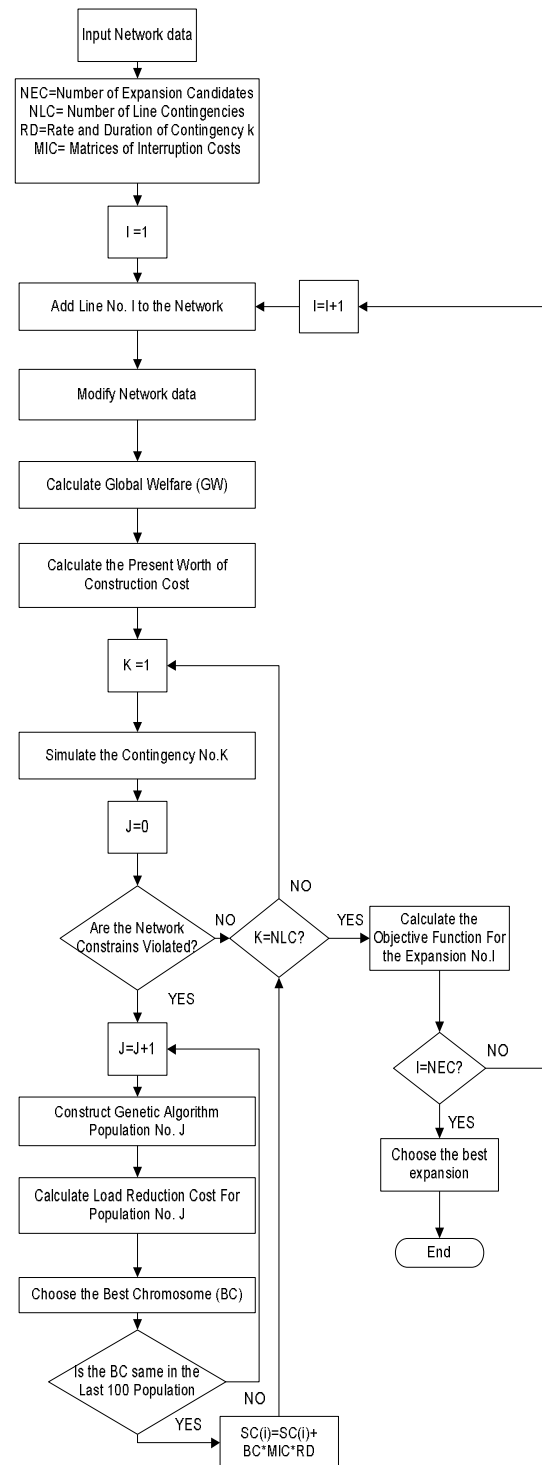 Input Network data
NEC=Number of Expansion Candidates
NLC= Number of Line Contingencies
RD=Rate and Duration of Contingency k
MIC= Matrices of Interruption Costs
I =1
Add Line No. I to the Network
I=I+1
Modify Network data
Calculate Global Welfare (GW)
Calculate the Present Worth of
Construction Cost
K =1
Simulate the Contingency No.K
J=0
Are the Network
Constrains Violated?
NO
K=NLC?
NO
YES
Calculate the
Objective Function For
the Expansion No.I
YES
J=J+1
I=NEC?
NO
YES
Construct Genetic Algorithm
Population No. J
Choose the best
expansion
Calculate Load Reduction Cost For
Population No. J
End
Choose the Best Chromosome (BC)
Is the BC same in the
Last 100 Population
NO
YES
SC(i)=SC(i)+
BC*MIC*RD